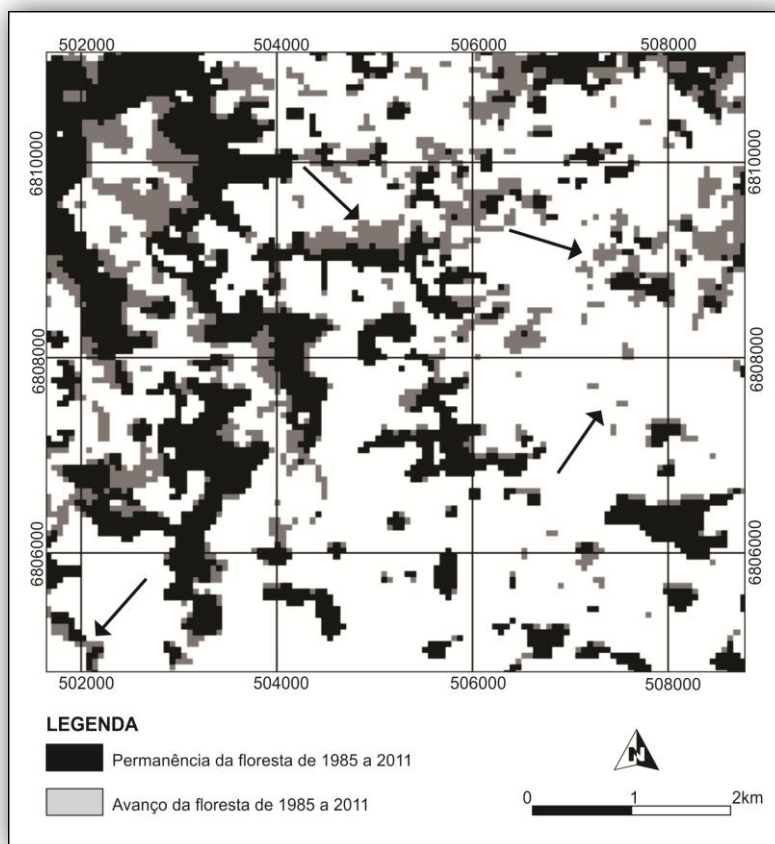 502000 504000 506000 508000
6810000 6810000
6808000 6808000
6806000 6806000
502000 504000 506000 508000
LEGENDA
Permanência da floresta de 1985 a 2011
Avanço da floresta de 1985 a 2011
N
0 1 2km